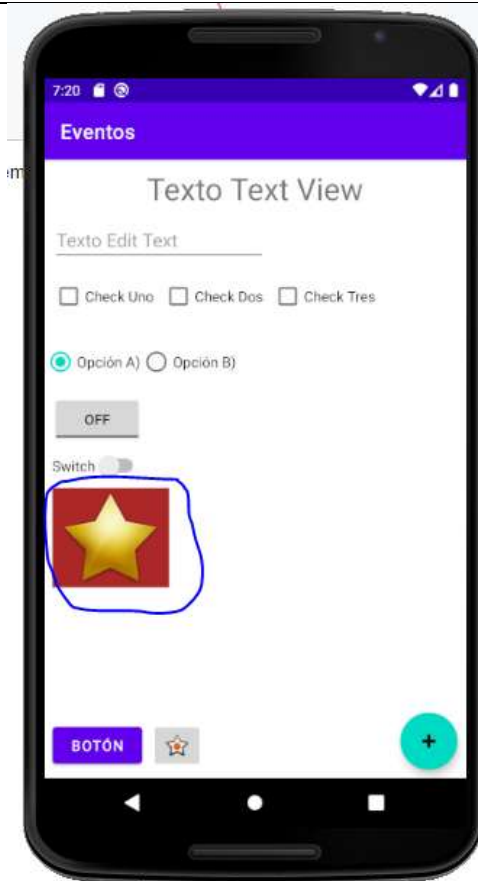 7:20
Eventos
em
Texto Text View
Texto Edit Text
Check Uno Check Dos Check Tres
Opción A) Opción B)
OFF
Switch
BOTÓN
+